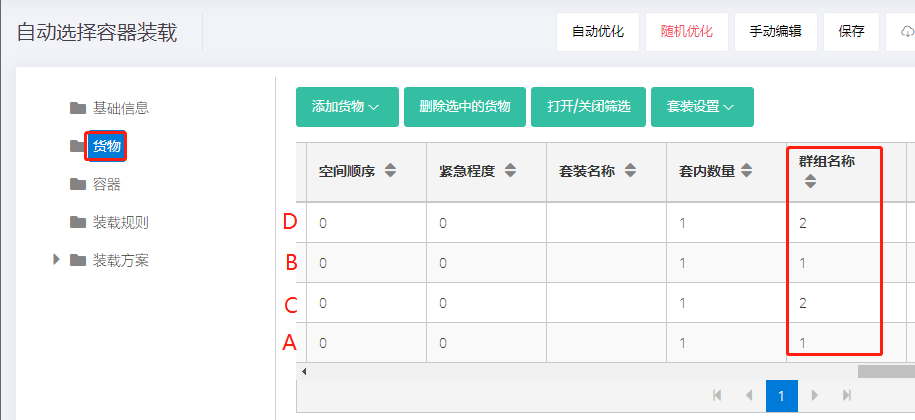 自动选择容器装载
自动优化 随机优化 手动编辑 保存
基础信息
货物
容器
装载规则
装载方案
添加货物 删除选中的货物 打开/关闭筛选 套装设置
空间顺序 紧急程度 套装名称 套内数量 群组名称
D 0 0 1 2
B 0 0 1 1
C 0 0 1 2
A 0 0 1 1
1